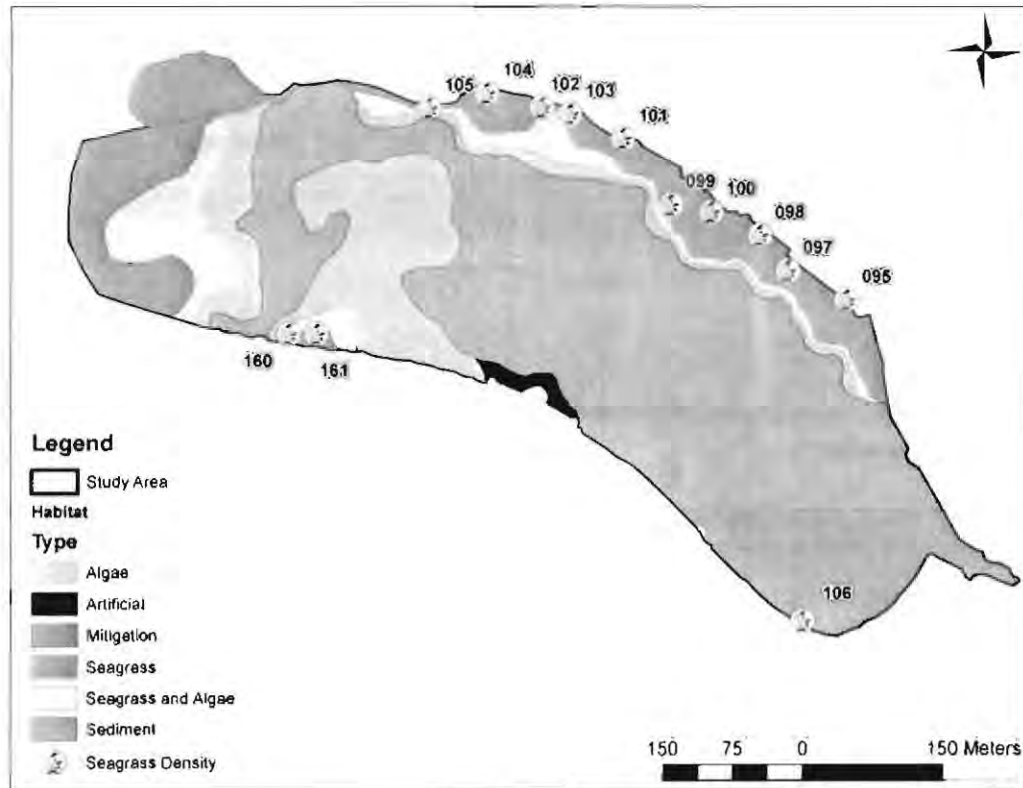 104
105
102
103
101
099
100
098
097
095
160
161
106
Legend
Study Area
Habitat
Type
Algae
Artificial
Mitigation
Seagrass
Seagrass and Algae
Sediment
Seagrass Density
150 75 0 150 Meters